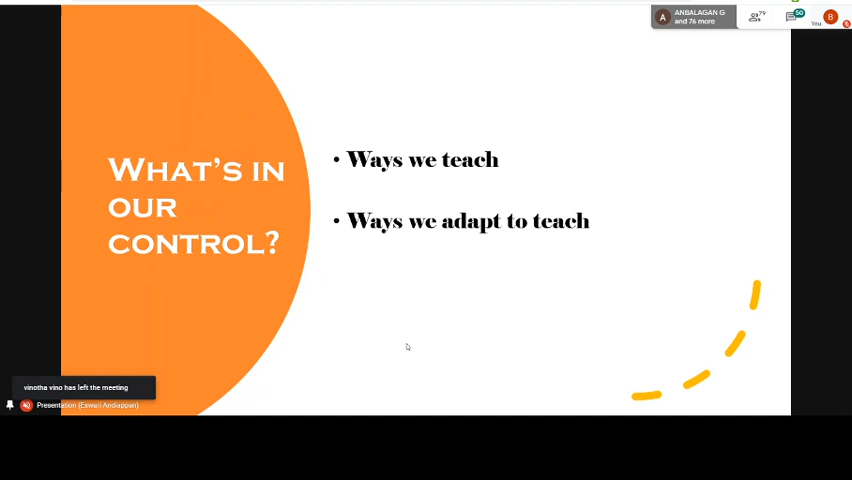 ANBALAGAN G
and 76 more
79
50
B
You
A
WHAT'S IN
OUR
CONTROL?
• Ways we teach
• Ways we adapt to teach
vinotha vino has left the meeting
Presentation (Eswari Andiappan)